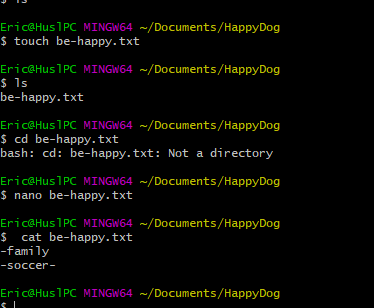 $ ls
Eric@HuslPC MINGW64 ~/Documents/HappyDog
$ touch be-happy.txt
Eric@HuslPC MINGW64 ~/Documents/HappyDog
$ ls
be-happy.txt
Eric@HuslPC MINGW64 ~/Documents/HappyDog
$ cd be-happy.txt
bash: cd: be-happy.txt: Not a directory
Eric@HuslPC MINGW64 ~/Documents/HappyDog
$ nano be-happy.txt
Eric@HuslPC MINGW64 ~/Documents/HappyDog
$  cat be-happy.txt
-family
-soccer-
Eric@HuslPC MINGW64 ~/Documents/HappyDog
$